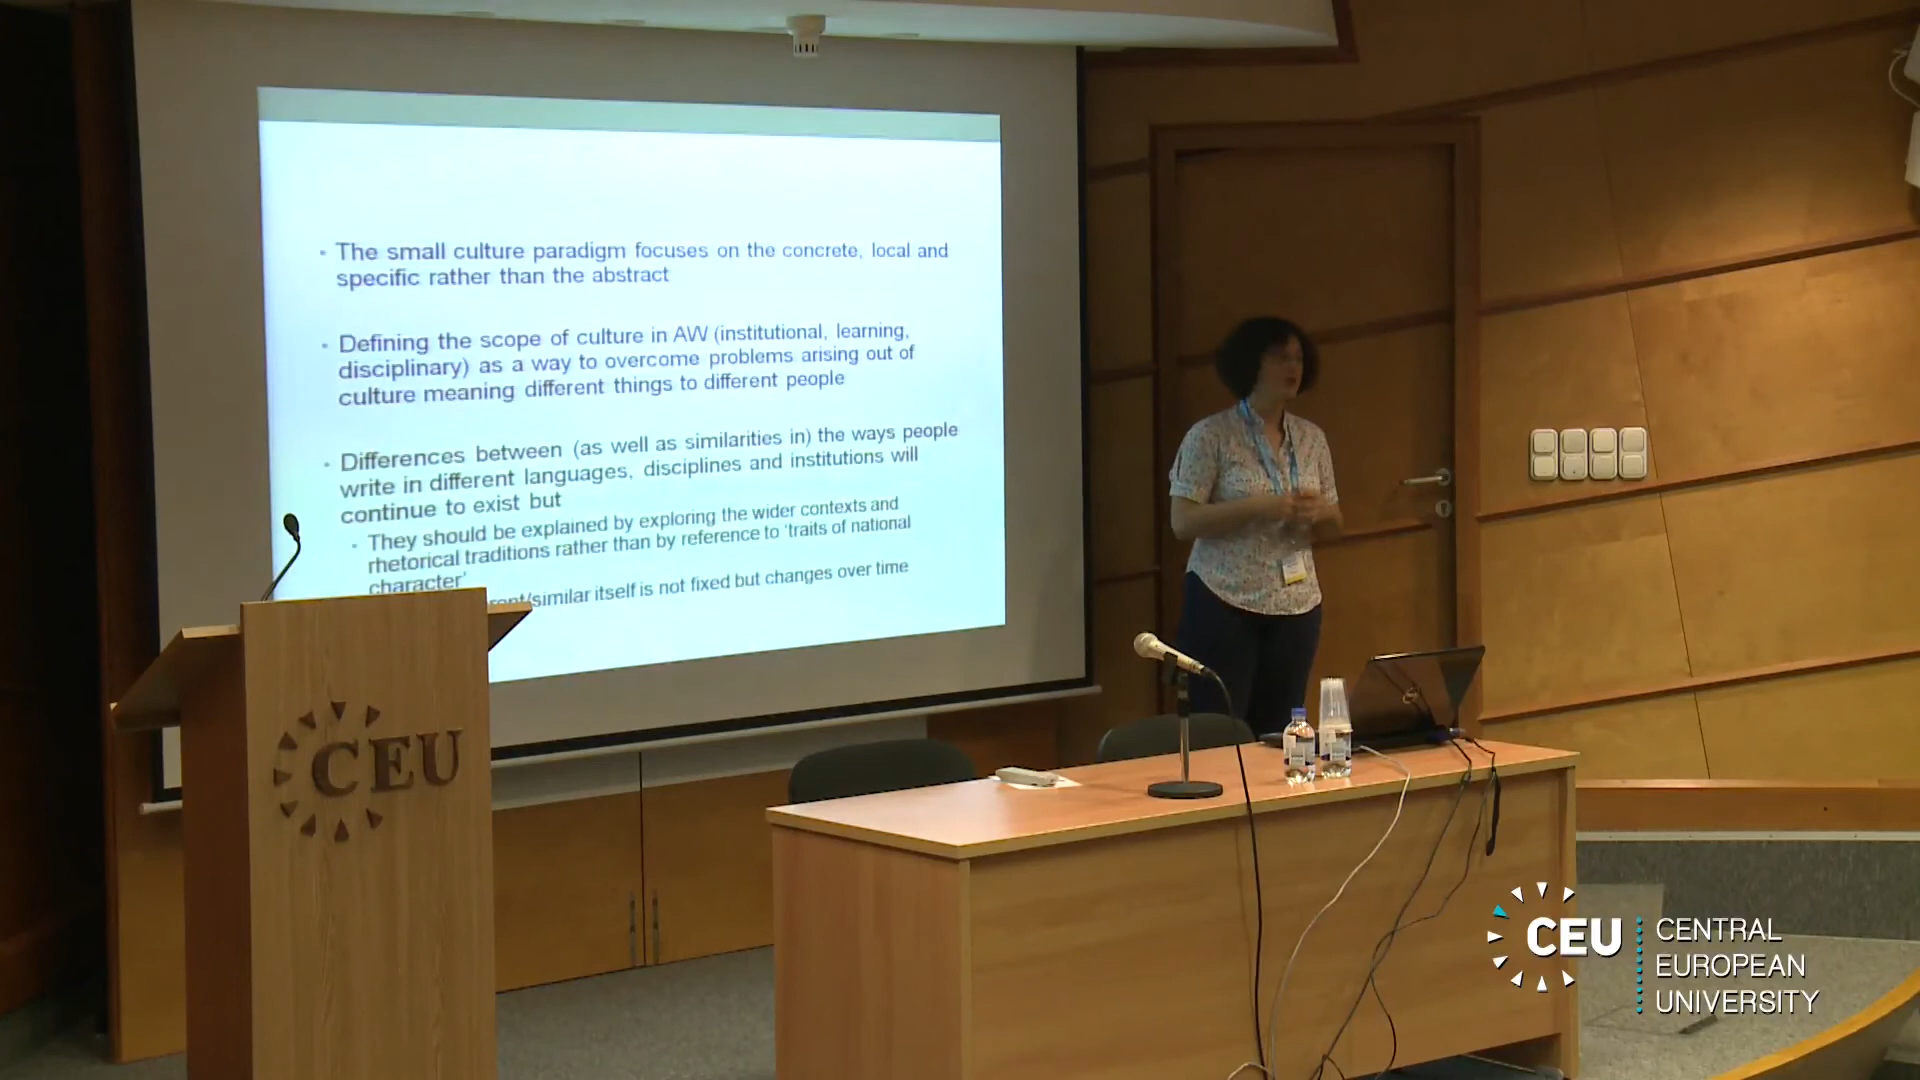 • The small culture paradigm focuses on the concrete, local and
specific rather than the abstract
• Defining the scope of culture in AW (institutional, learning,
disciplinary) as a way to overcome problems arising out of
culture meaning different things to different people
• Differences between (as well as similarities in) the ways people
write in different languages, disciplines and institutions will
continue to exist but
• They should be explained by exploring the wider contexts and
rhetorical traditions rather than by reference to 'traits of national
character'
/similar itself is not fixed but changes over time
CEU
CEU
CENTRAL
EUROPEAN
UNIVERSITY